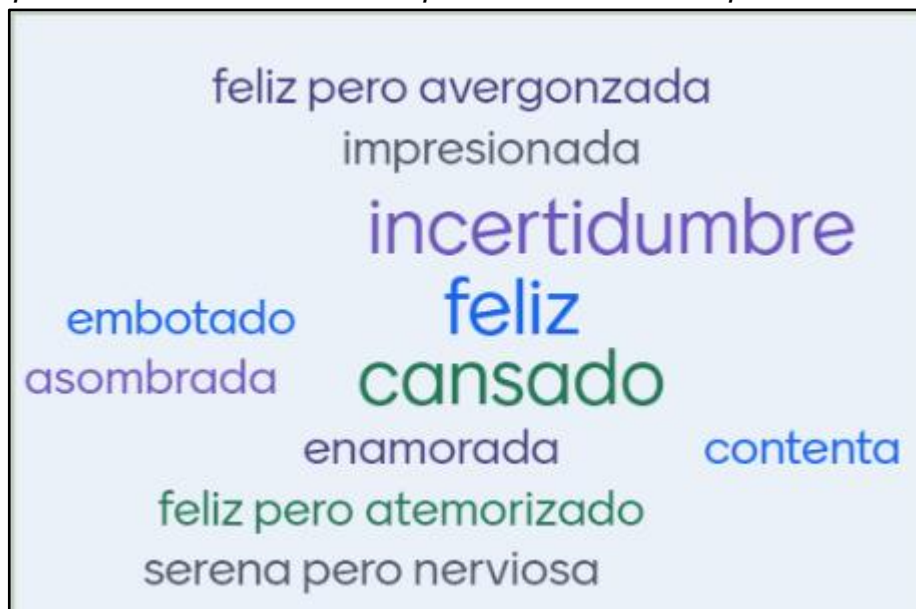 feliz pero avergonzada
impresionada
incertidumbre
feliz
embotado
cansado
asombrada
enamorada
contenta
feliz pero atemorizado
serena pero nerviosa